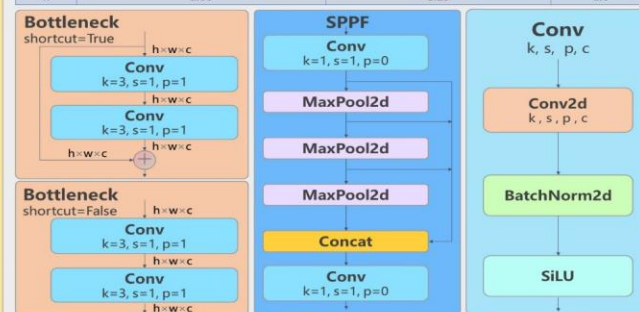 Bottleneck
shortcut=True
h×w×c
Conv
k=3, s=1, p=1
h×w×c
Conv
k=3, s=1, p=1
h×w×c
h×w×c
+
Bottleneck
shortcut=False
h×w×c
Conv
k=3, s=1, p=1
h×w×c
Conv
k=3, s=1, p=1
h×w×c
SPPF
Conv
k=1, s=1, p=0
MaxPool2d
MaxPool2d
MaxPool2d
Concat
Conv
k=1, s=1, p=0
Conv
k, s, p, c
Conv2d
k, s, p, c
BatchNorm2d
SiLU